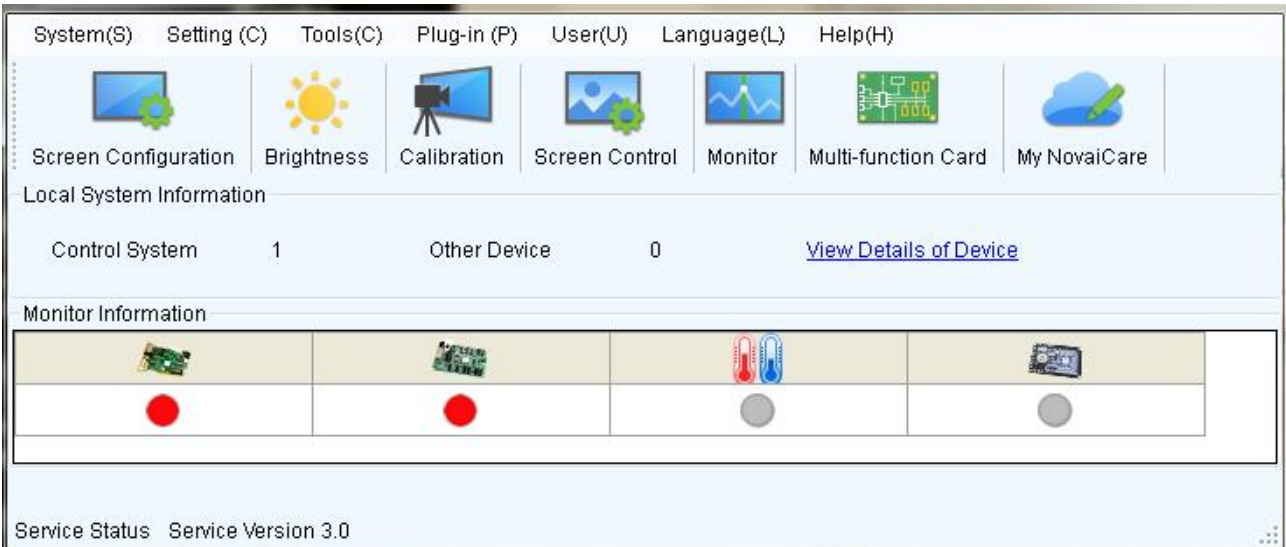 System(S) Setting (C) Tools(C) Plug-in (P) User(U) Language(L) Help(H)
Screen Configuration Brightness Calibration Screen Control Monitor Multi-function Card My NovaiCare
Local System Information
Control System 1 Other Device 0 View Details of Device
Monitor Information
Service Status Service Version 3.0